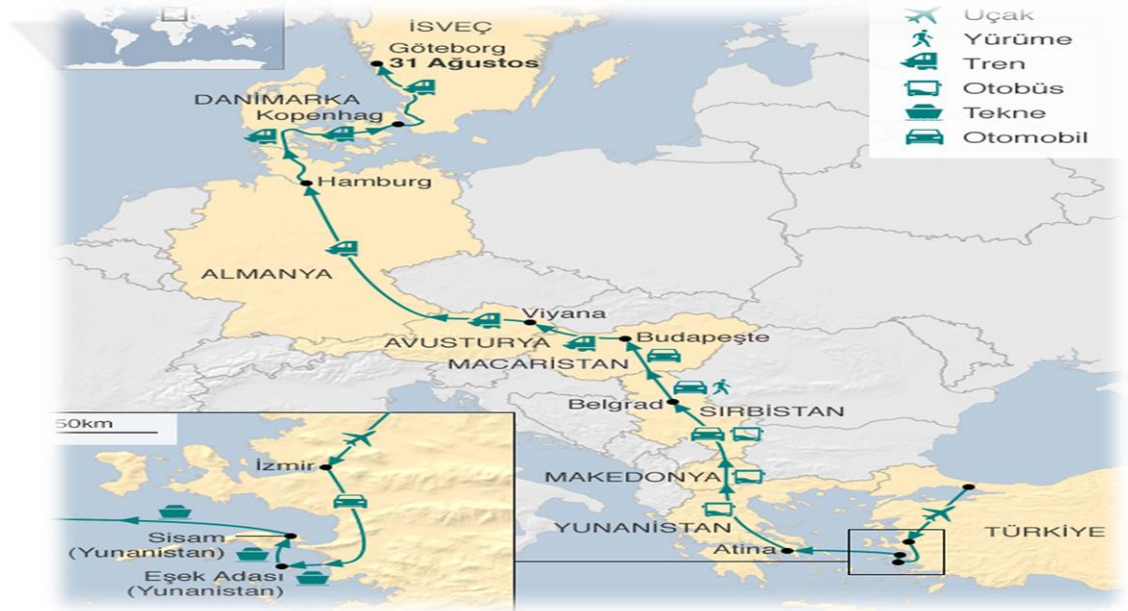 İSVEÇ
Göteborg
31 Ağustos
DANİMARKA
Kopenhag
Hamburg
ALMANYA
Viyana
AVUSTURYA
Budapeşte
MACARİSTAN
Belgrad
SIRBİSTAN
MAKEDONYA
YUNANİSTAN
Atina
TÜRKİYE
Uçak
Yürüme
Tren
Otobüs
Tekne
Otomobil
50km
İzmir
Sisam
(Yunanistan)
Eşek Adası
(Yunanistan)